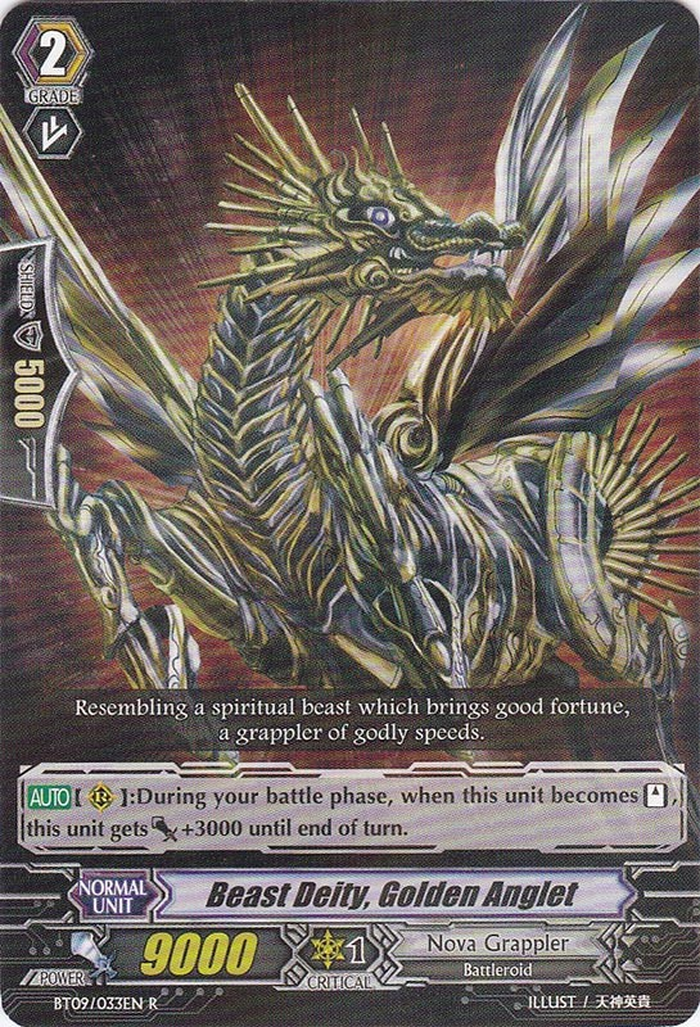 2
GRADE
SHIELD
5000
Resembling a spiritual beast which brings good fortune,
a grappler of godly speeds.
AUTO [ R ]:During your battle phase, when this unit becomes ,
this unit gets +3000 until end of turn.
NORMAL
UNIT
Beast Deity, Golden Anglet
POWER
9000
1
CRITICAL
Nova Grappler
Battleroid
BT09/033EN R
ILLUST / 天神英貴